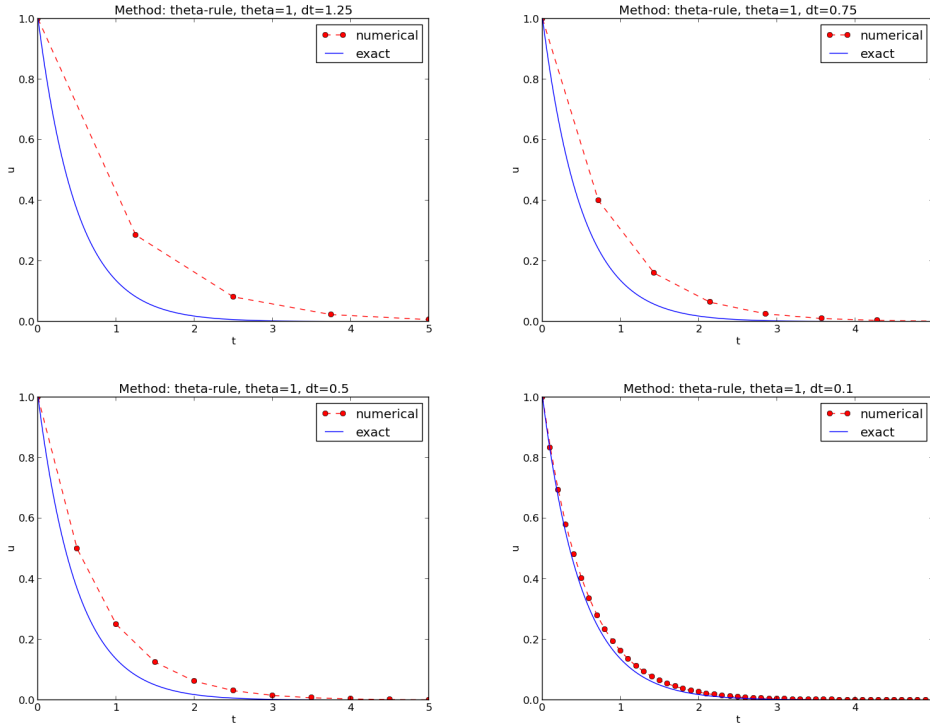 Method: theta-rule, theta=1, dt=1.25
numerical
exact
1.0
0.8
0.6
0.4
0.2
0.0
u
0 1 2 3 4 5
t
Method: theta-rule, theta=1, dt=0.75
numerical
exact
1.0
0.8
0.6
0.4
0.2
0.0
u
0 1 2 3 4
t
Method: theta-rule, theta=1, dt=0.5
numerical
exact
1.0
0.8
0.6
0.4
0.2
0.0
u
0 1 2 3 4 5
t
Method: theta-rule, theta=1, dt=0.1
numerical
exact
1.0
0.8
0.6
0.4
0.2
0.0
u
0 1 2 3 4
t